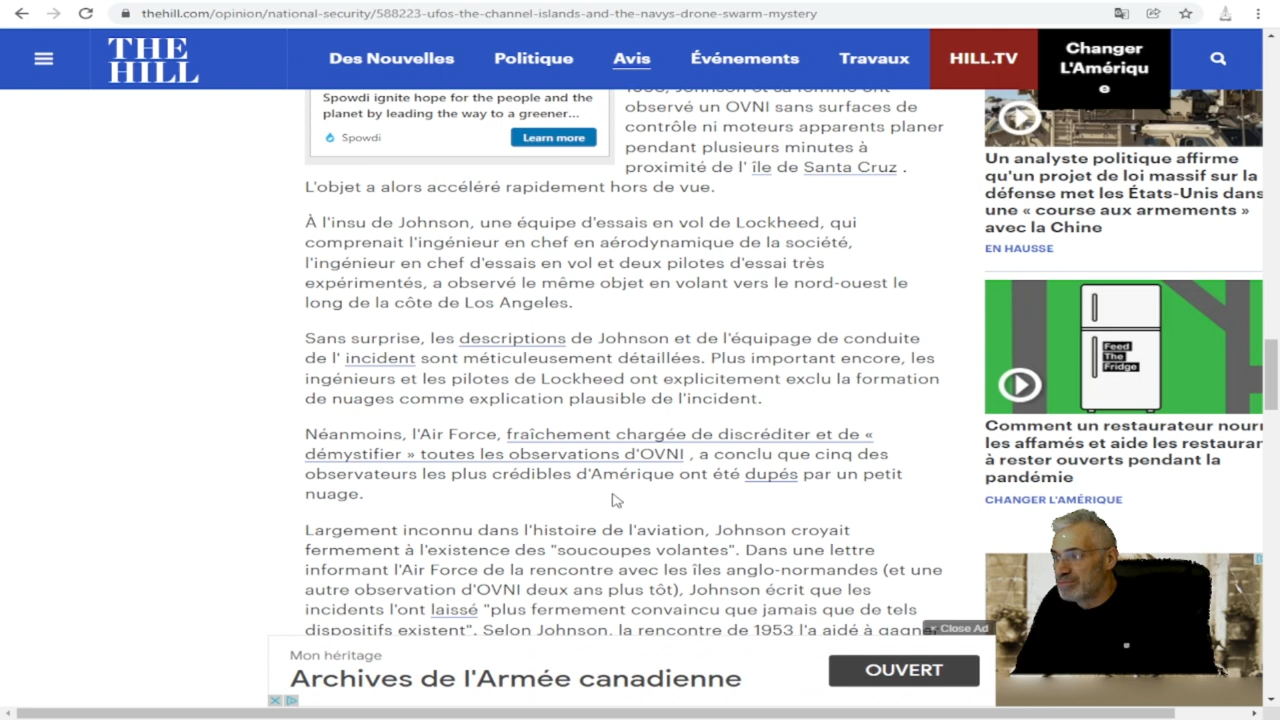 thehill.com/opinion/national-security/588223-ufos-the-channel-islands-and-the-navys-drone-swarm-mystery
THE
HILL
Des Nouvelles
Politique
Avis
Événements
Travaux
HILL.TV
Changer
L'Amériqu
e
Spowdi ignite hope for the people and the
planet by leading the way to a greener...
Spowdi
Learn more
observé un OVNI sans surfaces de
contrôle ni moteurs apparents planer
pendant plusieurs minutes à
proximité de l' île de Santa Cruz .
L'objet a alors accéléré rapidement hors de vue.
À l'insu de Johnson, une équipe d'essais en vol de Lockheed, qui
comprenait l'ingénieur en chef en aérodynamique de la société,
l'ingénieur en chef d'essais en vol et deux pilotes d'essai très
expérimentés, a observé le même objet en volant vers le nord-ouest le
long de la côte de Los Angeles.
Sans surprise, les descriptions de Johnson et de l'équipage de conduite
de l' incident sont méticuleusement détaillées. Plus important encore, les
ingénieurs et les pilotes de Lockheed ont explicitement exclu la formation
de nuages comme explication plausible de l'incident.
Néanmoins, l'Air Force, fraîchement chargée de discréditer et de «
démystifier » toutes les observations d'OVNI , a conclu que cinq des
observateurs les plus crédibles d'Amérique ont été dupés par un petit
nuage.
Largement inconnu dans l'histoire de l'aviation, Johnson croyait
fermement à l'existence des "soucoupes volantes". Dans une lettre
informant l'Air Force de la rencontre avec les îles anglo-normandes (et une
autre observation d'OVNI deux ans plus tôt), Johnson écrit que les
incidents l'ont laissé "plus fermement convaincu que jamais que de tels
dispositifs existent". Selon Johnson, la rencontre de 1953 l'a aidé à gagner
Close Ad
Mon héritage
Archives de l'Armée canadienne
OUVERT
Un analyste politique affirme
qu'un projet de loi massif sur la
défense met les États-Unis dans
une « course aux armements »
avec la Chine
EN HAUSSE
Feed
The
Fridge
Comment un restaurateur nourr
les affamés et aide les restaurar
à rester ouverts pendant la
pandémie
CHANGER L'AMÉRIQUE